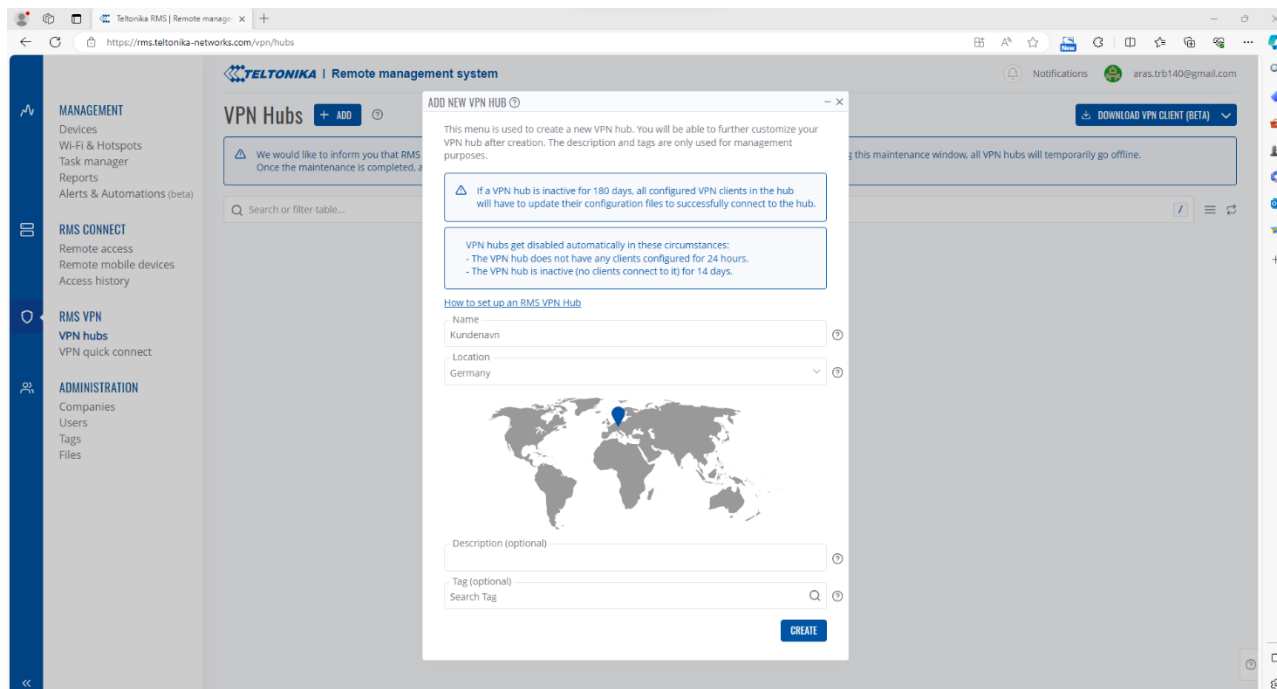 Teltonika RMS | Remote manage
https://rms.teltonika-networks.com/vpn/hubs
New
TELTONIKA | Remote management system
Notifications
aras.trb140@gmail.com
MANAGEMENT
Devices
Wi-Fi & Hotspots
Task manager
Reports
Alerts & Automations (beta)
RMS CONNECT
Remote access
Remote mobile devices
Access history
RMS VPN
VPN hubs
VPN quick connect
ADMINISTRATION
Companies
Users
Tags
Files
VPN Hubs
+ ADD
DOWNLOAD VPN CLIENT (BETA)
We would like to inform you that RMS
this maintenance window, all VPN hubs will temporarily go offline.
Once the maintenance is completed, a
Search or filter table...
/
ADD NEW VPN HUB
This menu is used to create a new VPN hub. You will be able to further customize your
VPN hub after creation. The description and tags are only used for management
purposes.
If a VPN hub is inactive for 180 days, all configured VPN clients in the hub
will have to update their configuration files to successfully connect to the hub.
VPN hubs get disabled automatically in these circumstances:
- The VPN hub does not have any clients configured for 24 hours.
- The VPN hub is inactive (no clients connect to it) for 14 days.
How to set up an RMS VPN Hub
Name
Kundenavn
Location
Germany
Description (optional)
Tag (optional)
Search Tag
CREATE